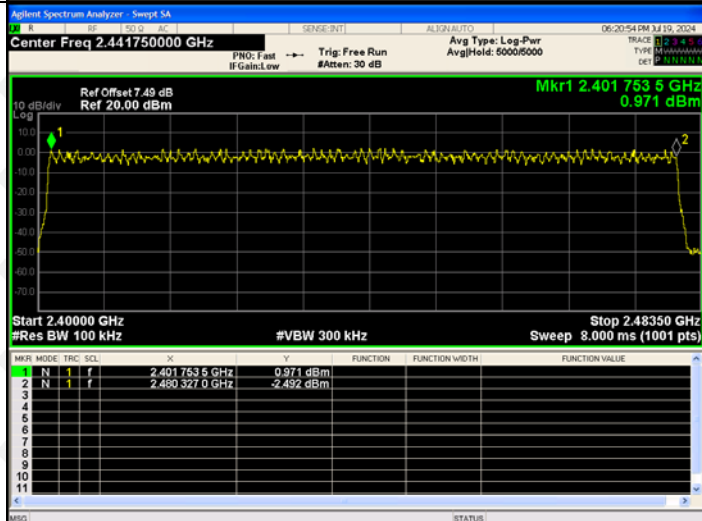 Agilent Spectrum Analyzer - Swept SA
R RF 50 Ω AC SENSE:INT ALIGN AUTO 06:20:54 PM Jul 19, 2024
Center Freq 2.441750000 GHz
PNO: Fast
IFGain:Low
Trig: Free Run
#Atten: 30 dB
Avg Type: Log-Pwr
Avg|Hold: 5000/5000
TRACE 1 2 3 4 5 6
TYPE M
DET P N N N N N
Ref Offset 7.49 dB
Ref 20.00 dBm
Mkr1 2.401 753 5 GHz
0.971 dBm
10 dB/div
Log
10.0
0.00
-10.0
-20.0
-30.0
-40.0
-50.0
-60.0
-70.0
1
2
Start 2.40000 GHz
Stop 2.48350 GHz
#Res BW 100 kHz
#VBW 300 kHz
Sweep 8.000 ms (1001 pts)
MKR MODE TRC SCL X Y FUNCTION FUNCTION WIDTH FUNCTION VALUE
1 N 1 f 2.401 753 5 GHz 0.971 dBm
2 N 1 f 2.480 327 0 GHz -2.492 dBm
3
4
5
6
7
8
9
10
11
MSG STATUS